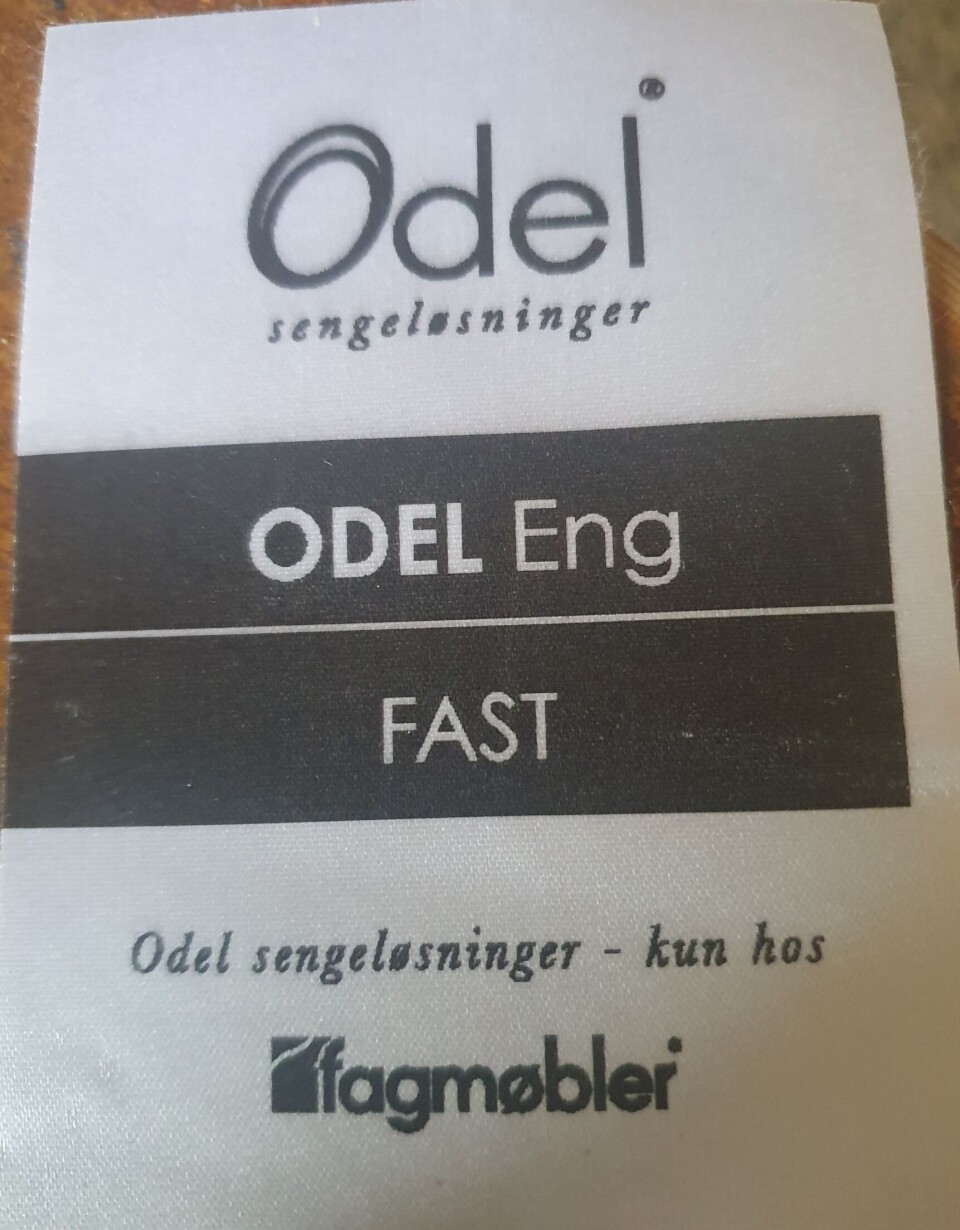 Odel®
sengeløsninger
ODEL Eng
FAST
Odel sengeløsninger - kun hos
fagmøbler